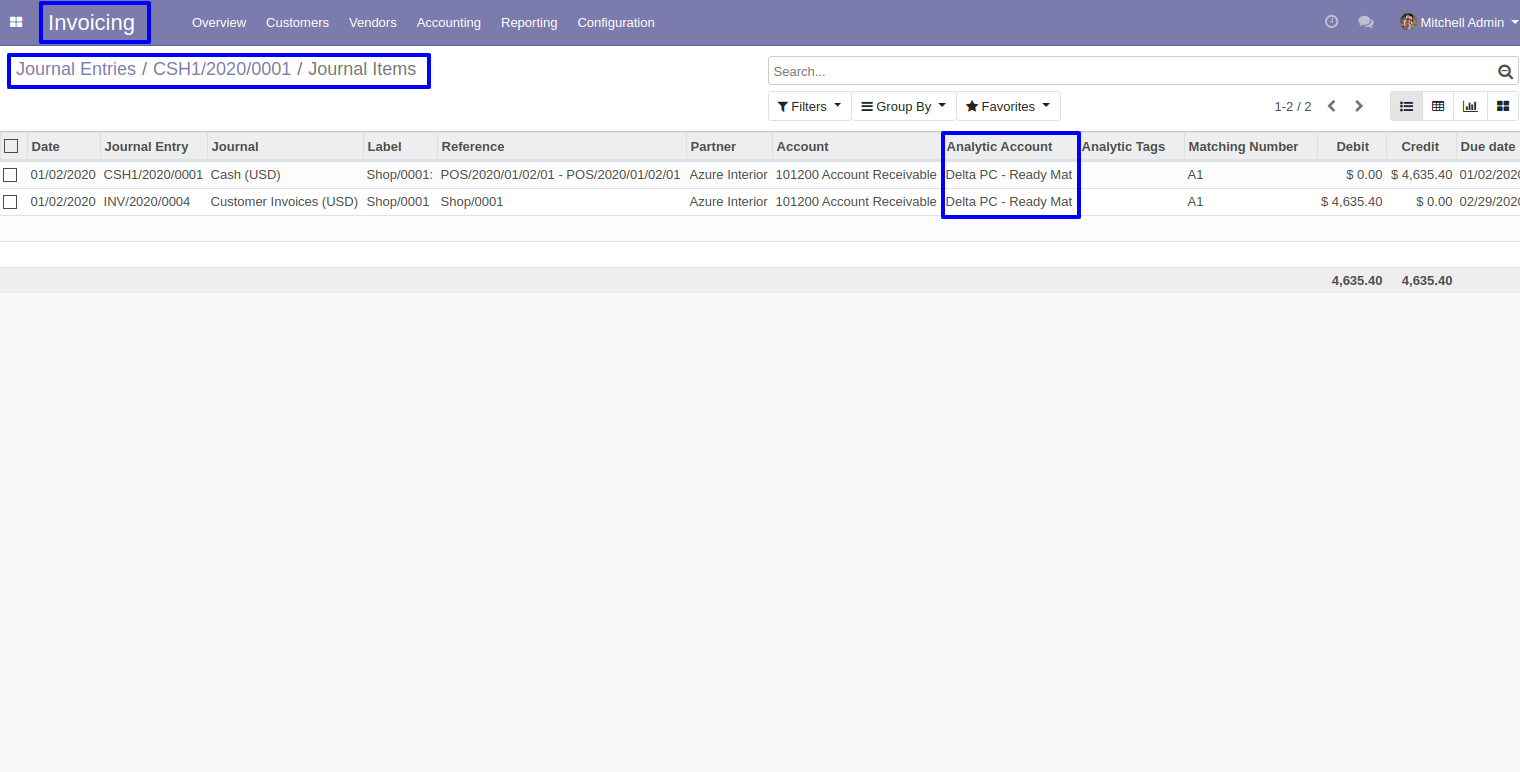 Invoicing Overview Customers Vendors Accounting Reporting Configuration Mitchell Admin
Journal Entries / CSH1/2020/0001 / Journal Items
Search...
Filters Group By Favorites 1-2 / 2
Date Journal Entry Journal Label Reference Partner Account Analytic Account Analytic Tags Matching Number Debit Credit Due date
01/02/2020 CSH1/2020/0001 Cash (USD) Shop/0001: POS/2020/01/02/01 - POS/2020/01/02/01 Azure Interior 101200 Account Receivable Delta PC - Ready Mat A1 $ 0.00 $ 4,635.40 01/02/2020
01/02/2020 INV/2020/0004 Customer Invoices (USD) Shop/0001 Shop/0001 Azure Interior 101200 Account Receivable Delta PC - Ready Mat A1 $ 4,635.40 $ 0.00 02/29/2020
4,635.40 4,635.40